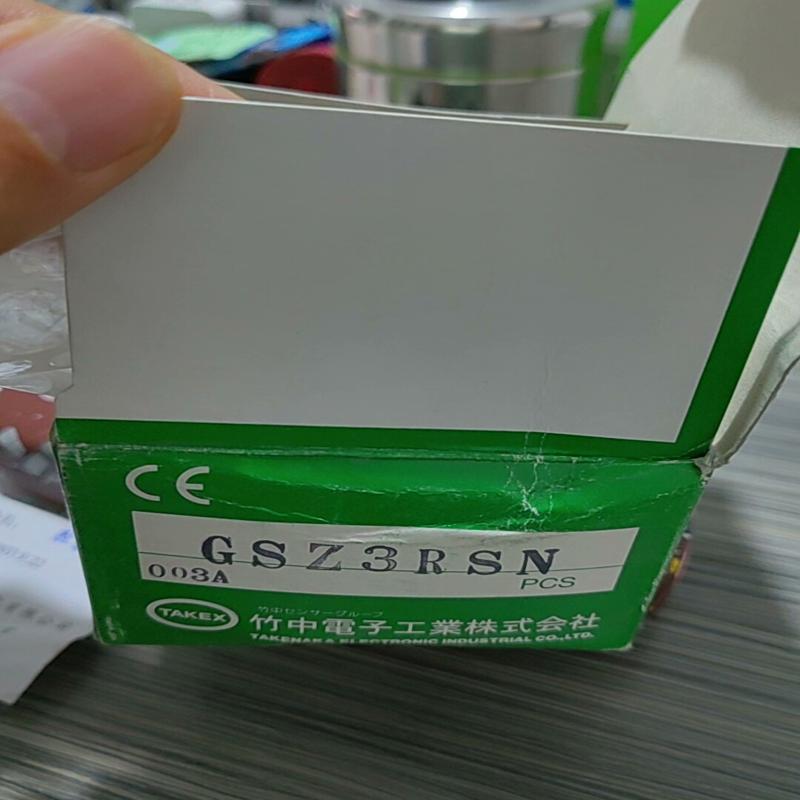 CE
GSZ3RSN
003A
PCS
TAKEX
竹中センサーグループ
竹中電子工業株式会社
TAKENAKA ELECTRONIC INDUSTRIAL CO.,LTD.